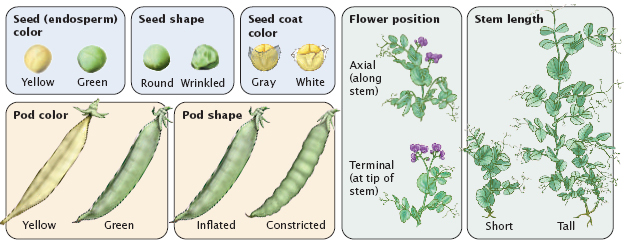 Seed (endosperm)
color
Yellow
Green
Seed shape
Round
Wrinkled
Seed coat
color
Gray
White
Pod color
Yellow
Green
Pod shape
Inflated
Constricted
Flower position
Axial
(along
stem)
Terminal
(at tip of
stem)
Stem length
Short
Tall